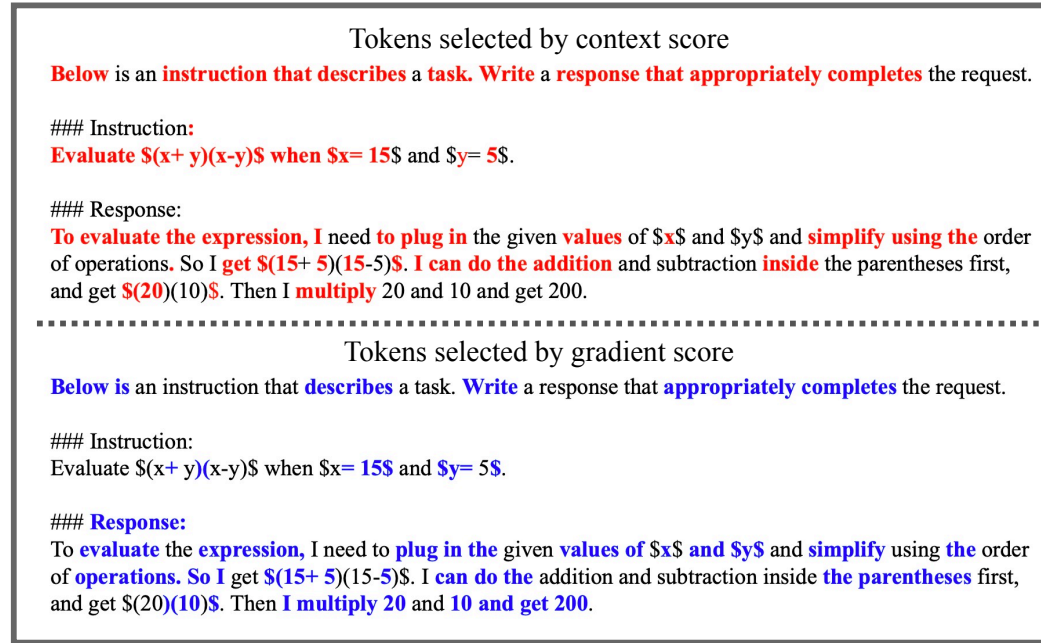 Tokens selected by context score
Below is an instruction that describes a task. Write a response that appropriately completes the request.
### Instruction:
Evaluate $(x+ y)(x-y)$ when $x= 15$ and $y= 5$.
### Response:
To evaluate the expression, I need to plug in the given values of $x$ and $y$ and simplify using the order
of operations. So I get $(15+ 5)(15-5)$. I can do the addition and subtraction inside the parentheses first,
and get $(20)(10)$. Then I multiply 20 and 10 and get 200.
Tokens selected by gradient score
Below is an instruction that describes a task. Write a response that appropriately completes the request.
### Instruction:
Evaluate $(x+ y)(x-y)$ when $x= 15$ and $y= 5$.
### Response:
To evaluate the expression, I need to plug in the given values of $x$ and $y$ and simplify using the order
of operations. So I get $(15+ 5)(15-5)$. I can do the addition and subtraction inside the parentheses first,
and get $(20)(10)$. Then I multiply 20 and 10 and get 200.